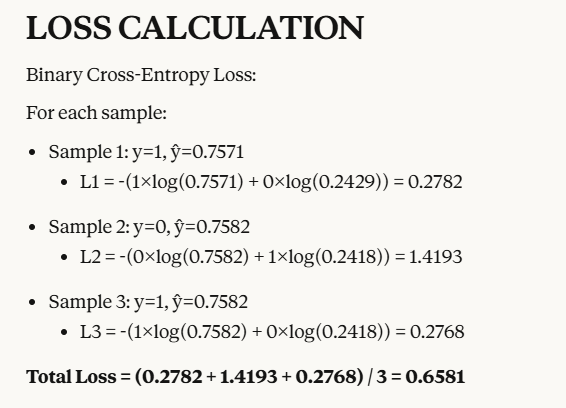 LOSS CALCULATION
Binary Cross-Entropy Loss:
For each sample:
• Sample 1: y=1, ŷ=0.7571
• L1 = -(1×log(0.7571) + 0×log(0.2429)) = 0.2782
• Sample 2: y=0, ŷ=0.7582
• L2 = -(0×log(0.7582) + 1×log(0.2418)) = 1.4193
• Sample 3: y=1, ŷ=0.7582
• L3 = -(1×log(0.7582) + 0×log(0.2418)) = 0.2768
Total Loss = (0.2782 + 1.4193 + 0.2768) / 3 = 0.6581